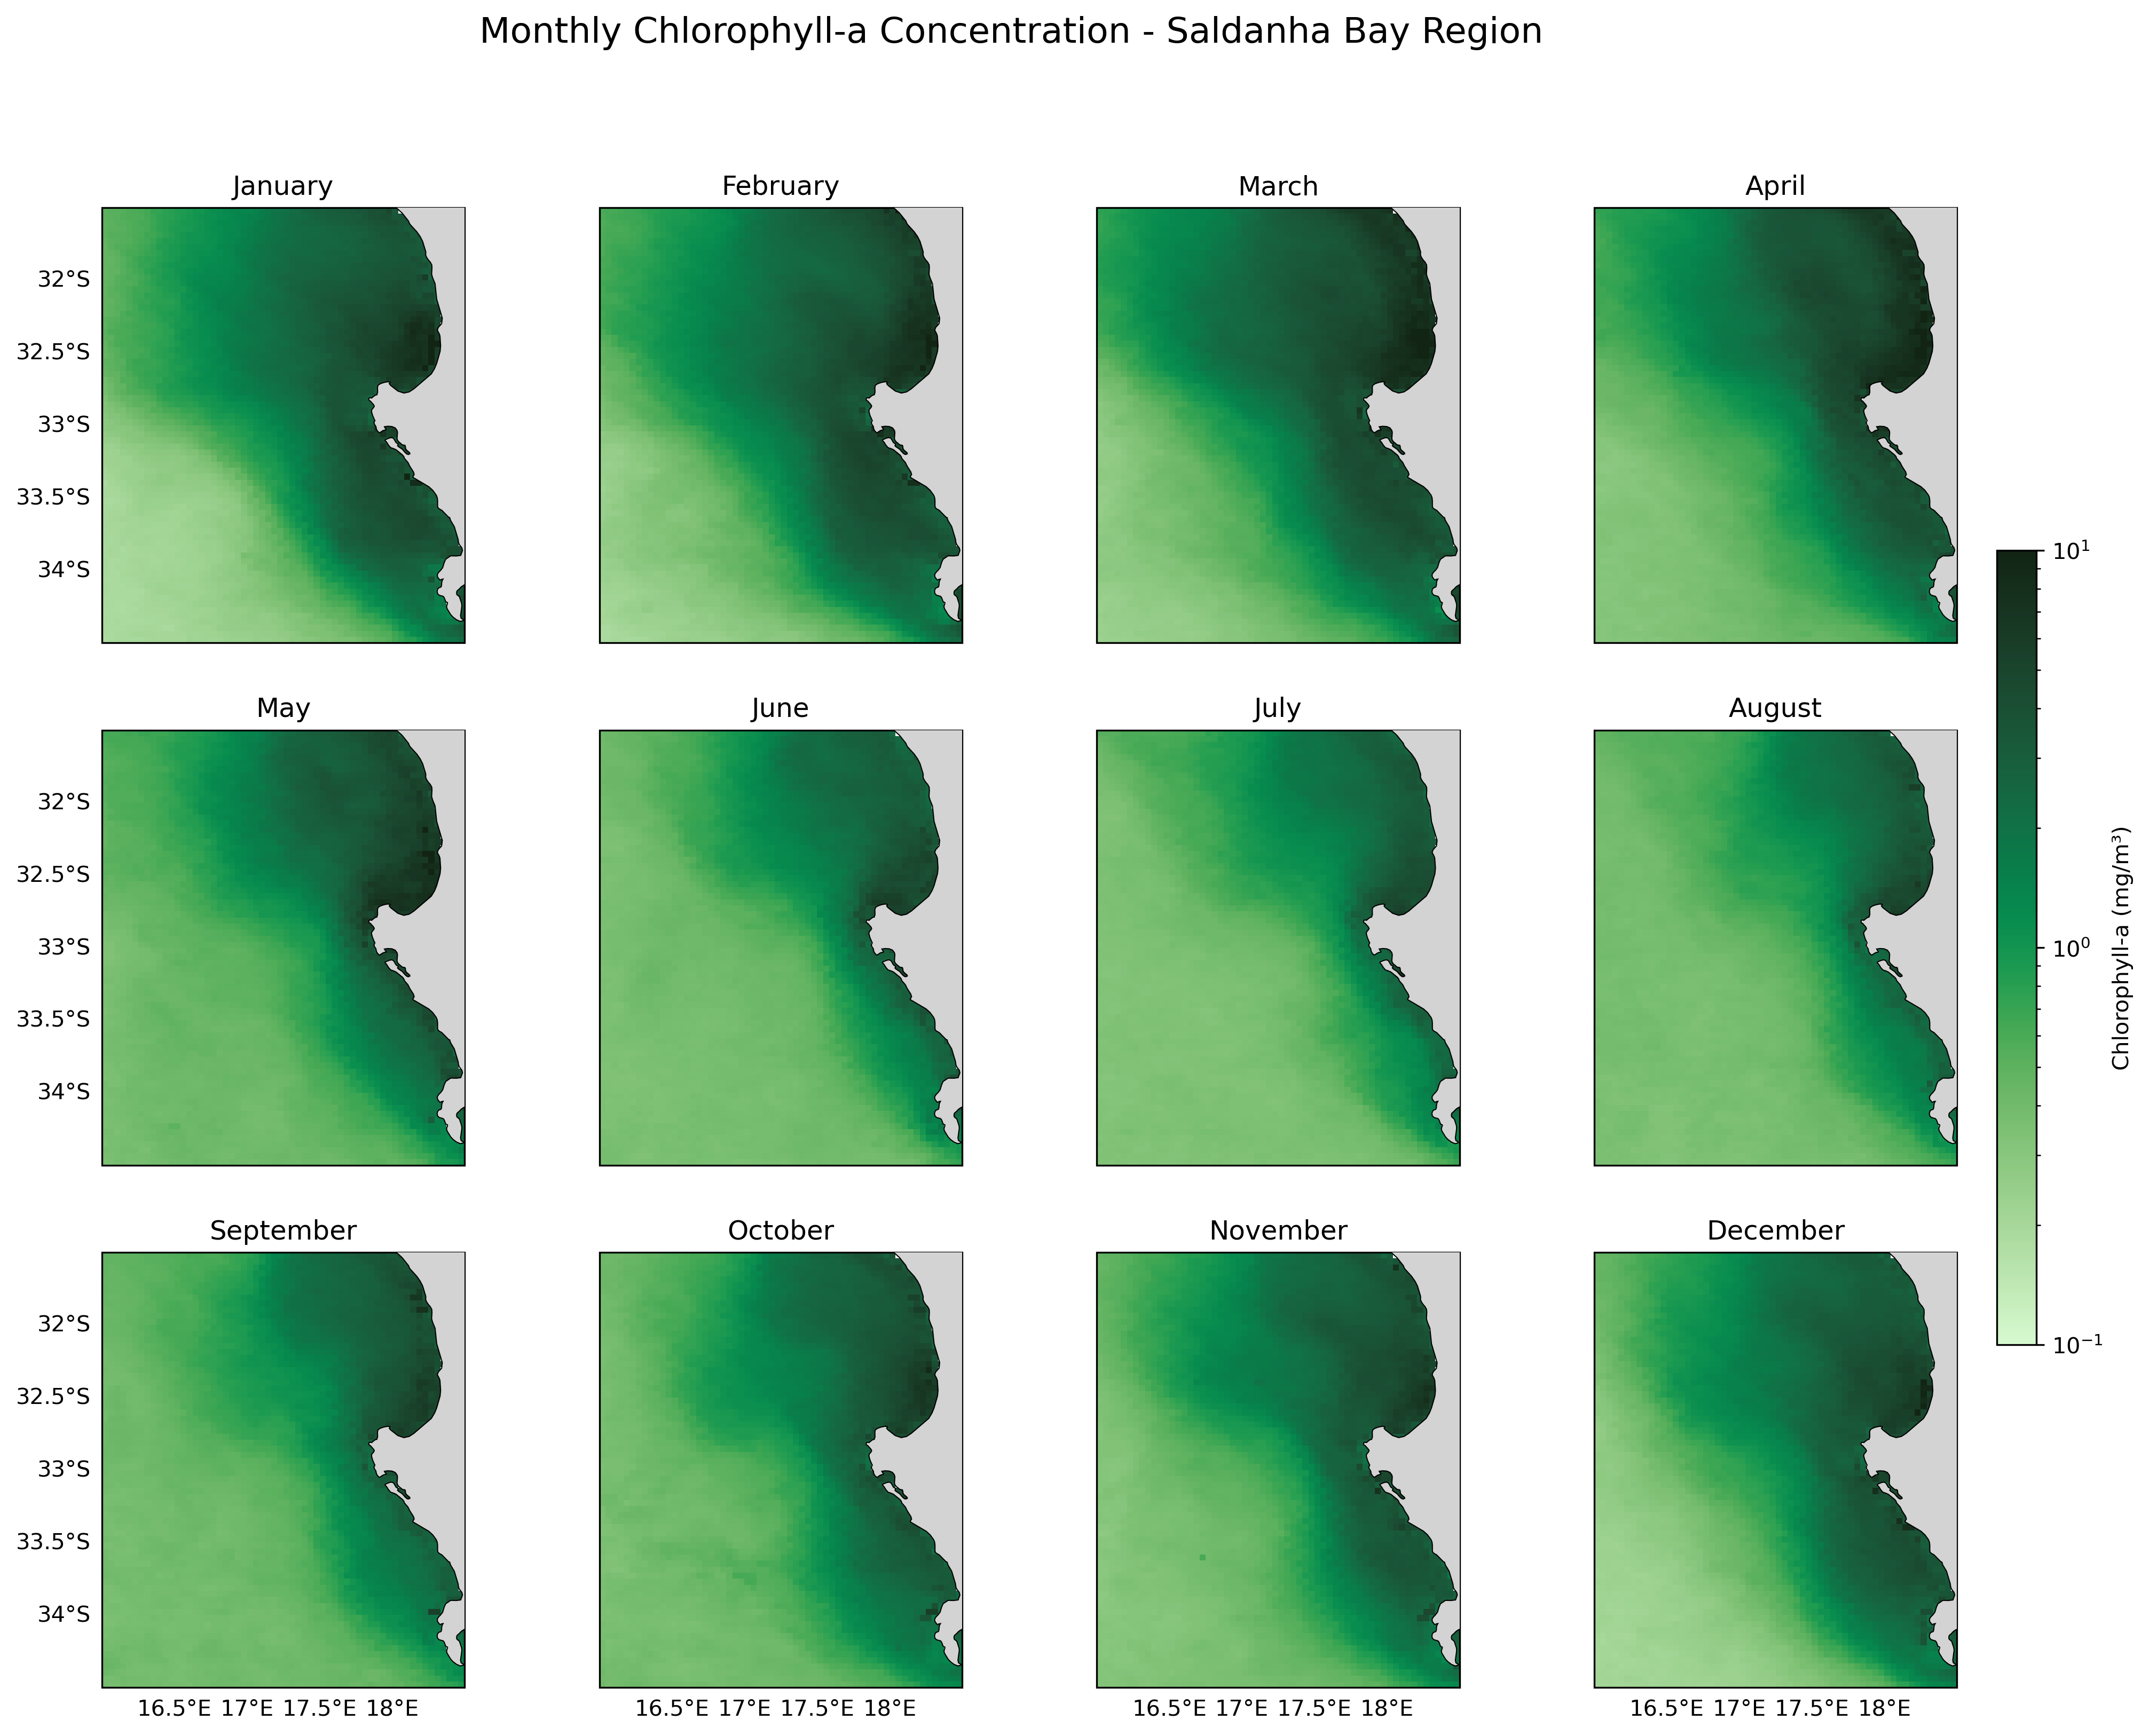 Monthly Chlorophyll-a Concentration - Saldanha Bay Region
January
February
March
April
32°S
32.5°S
33°S
33.5°S
34°S
May
June
July
August
32°S
32.5°S
33°S
33.5°S
34°S
September
October
November
December
32°S
32.5°S
33°S
33.5°S
34°S
16.5°E 17°E 17.5°E 18°E
16.5°E 17°E 17.5°E 18°E
16.5°E 17°E 17.5°E 18°E
16.5°E 17°E 17.5°E 18°E
10¹
10⁰
10⁻¹
Chlorophyll-a (mg/m³)